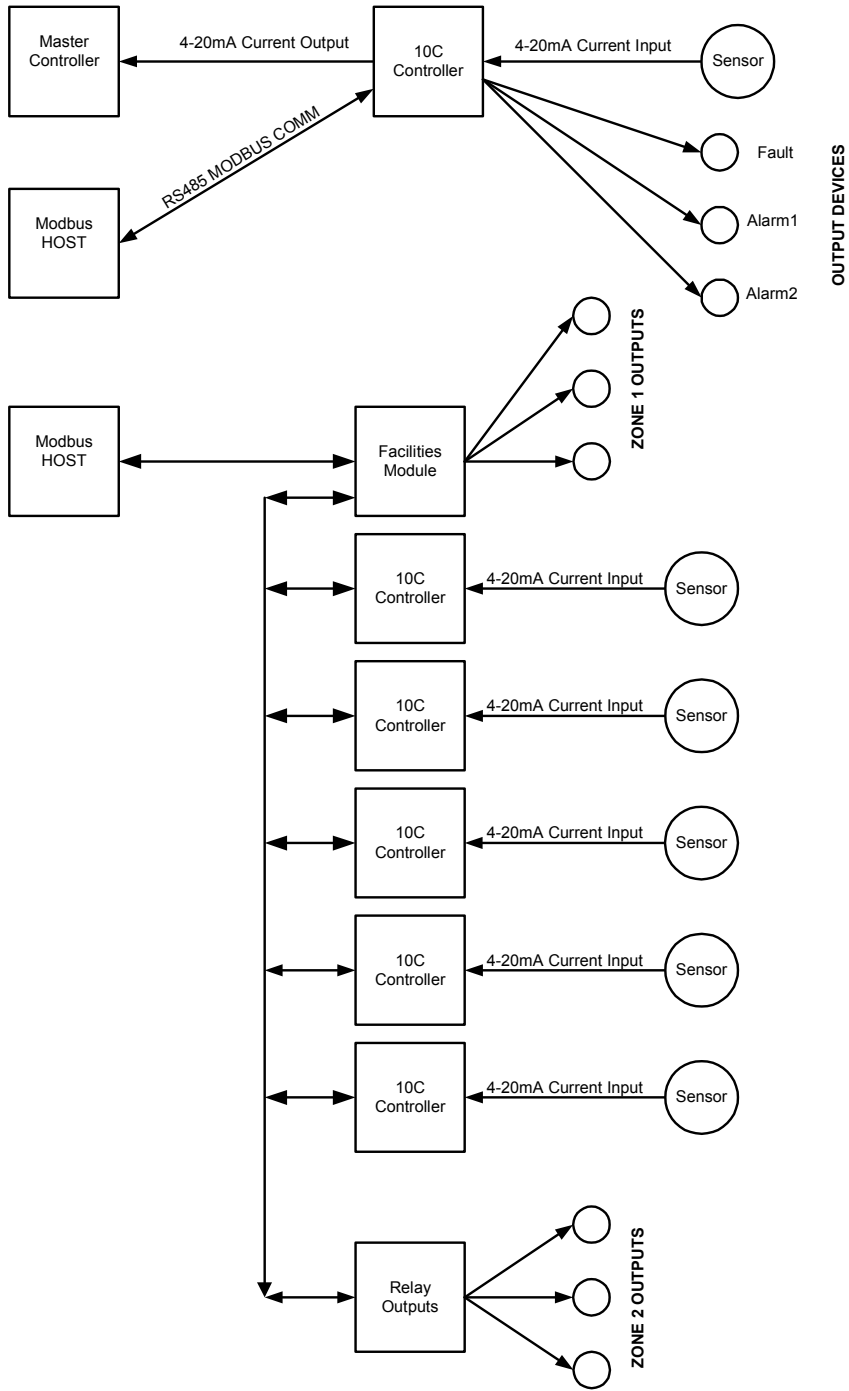 Master
Controller
4-20mA Current Output
10C
Controller
4-20mA Current Input
Sensor
Fault
Alarm1
Alarm2
OUTPUT DEVICES
RS485 MODBUS COMM
Modbus
HOST
ZONE 1 OUTPUTS
Modbus
HOST
Facilities
Module
10C
Controller
4-20mA Current Input
Sensor
10C
Controller
4-20mA Current Input
Sensor
10C
Controller
4-20mA Current Input
Sensor
10C
Controller
4-20mA Current Input
Sensor
10C
Controller
4-20mA Current Input
Sensor
Relay
Outputs
ZONE 2 OUTPUTS